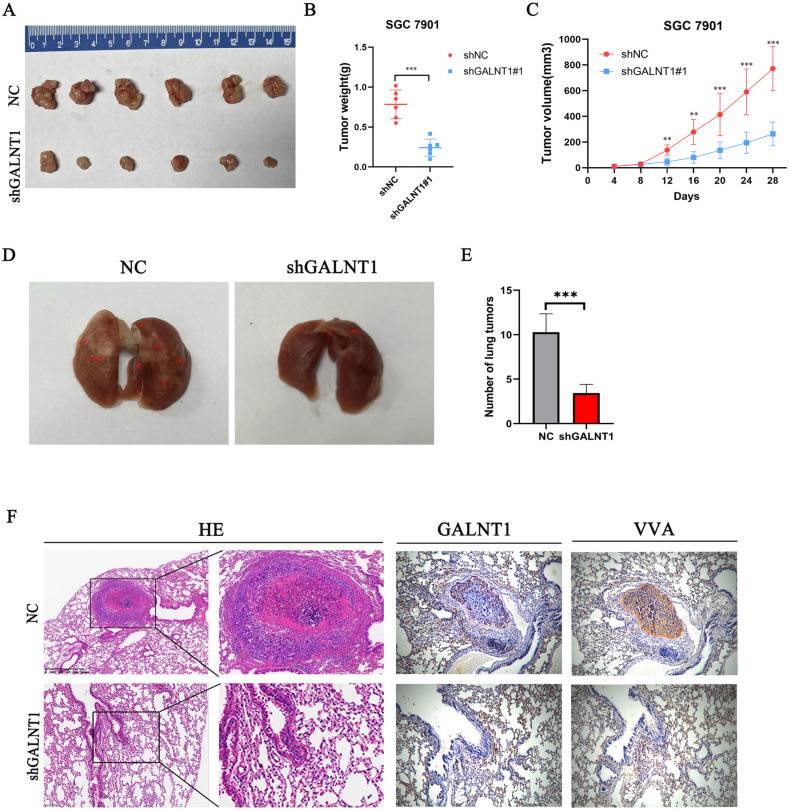 A
0 1 2 3 4 5 6 7 8 9 10 11 12 13 14 15
NC
shGALNT1
B
SGC 7901
Tumor weight(g)
1.5
1.0
0.5
0.0
***
shNC
shGALNT1#1
shNC
shGALNT1#1
C
SGC 7901
Tumor volume(mm3)
1000
800
600
400
200
0
shNC
shGALNT1#1
** ** *** *** ***
0 4 8 12 16 20 24 28
Days
D
NC shGALNT1
E
Number of lung tumors
15
10
5
0
***
NC shGALNT1
F
HE GALNT1 VVA
NC
shGALNT1